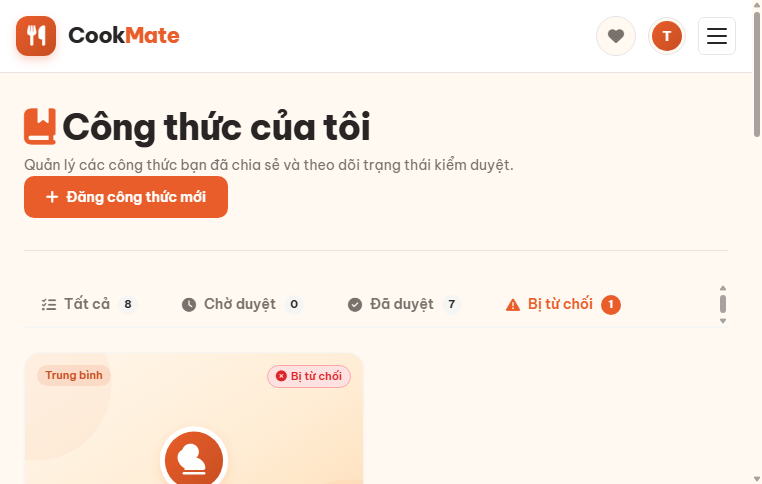 CookMate
T
Công thức của tôi
Quản lý các công thức bạn đã chia sẻ và theo dõi trạng thái kiểm duyệt.
Đăng công thức mới
Tất cả 8 Chờ duyệt 0 Đã duyệt 7 Bị từ chối 1
Trung bình Bị từ chối